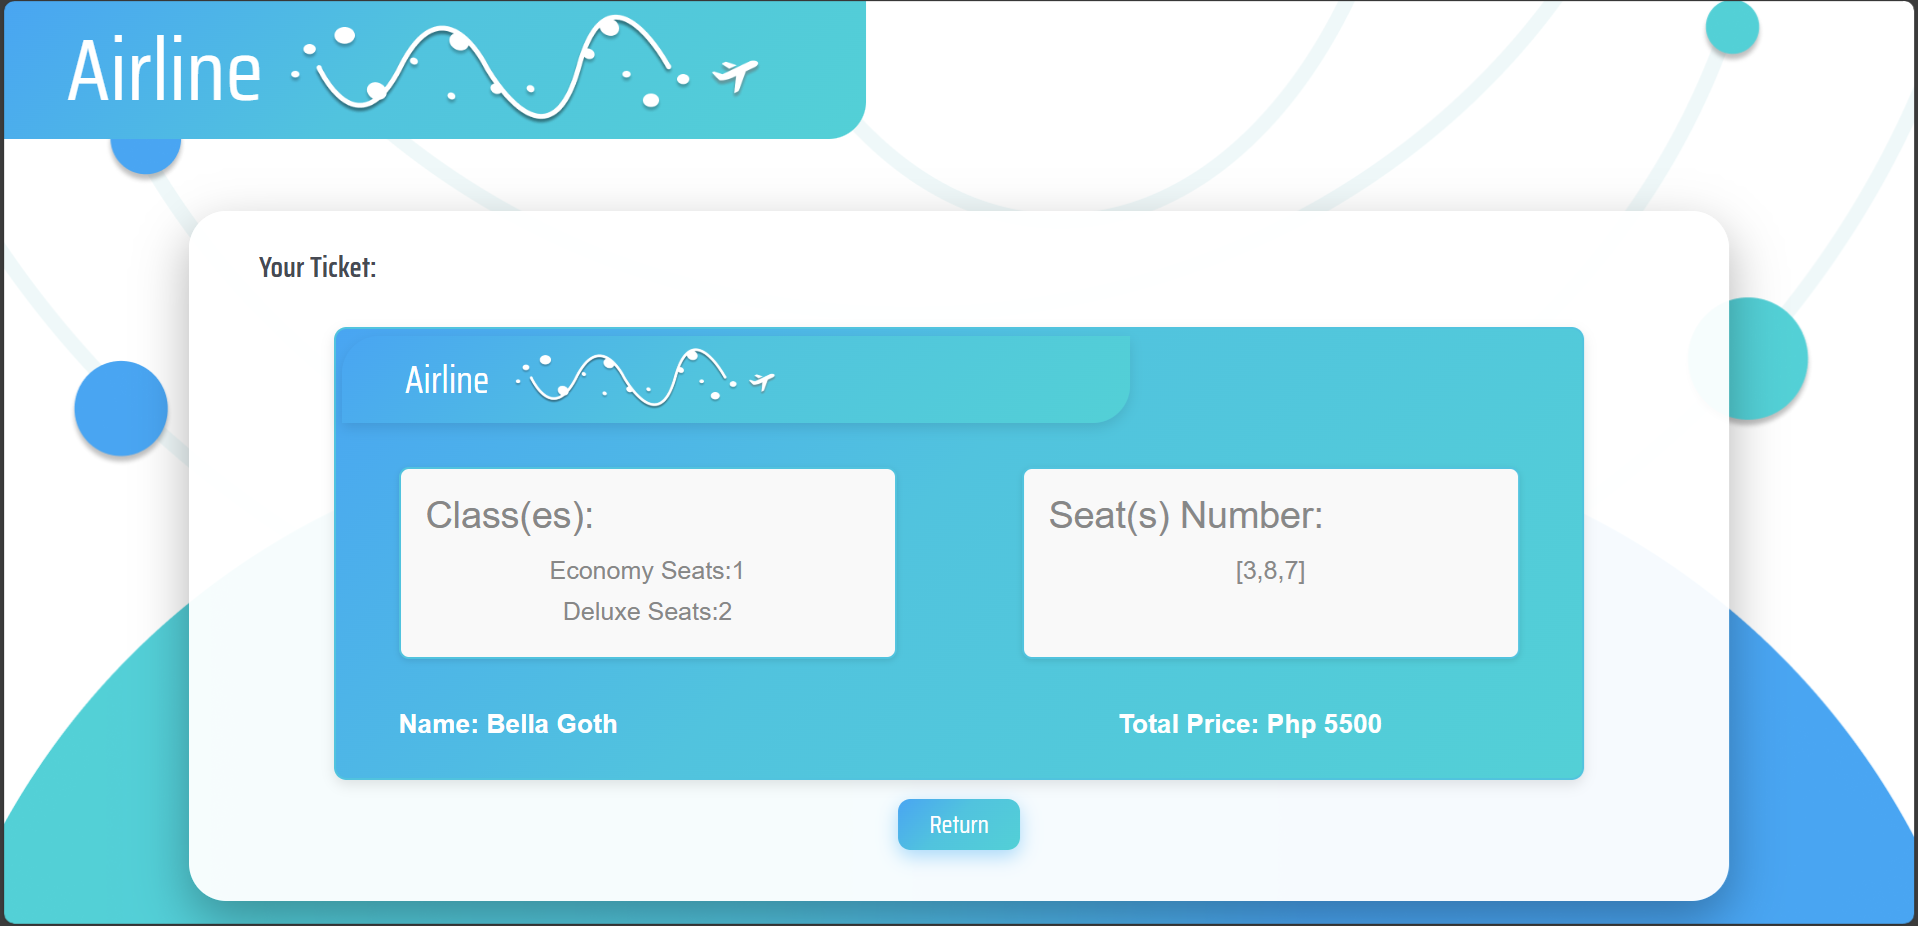 Airline
Your Ticket:
Airline
Class(es):
Economy Seats:1
Deluxe Seats:2
Seat(s) Number:
[3,8,7]
Name: Bella Goth
Total Price: Php 5500
Return